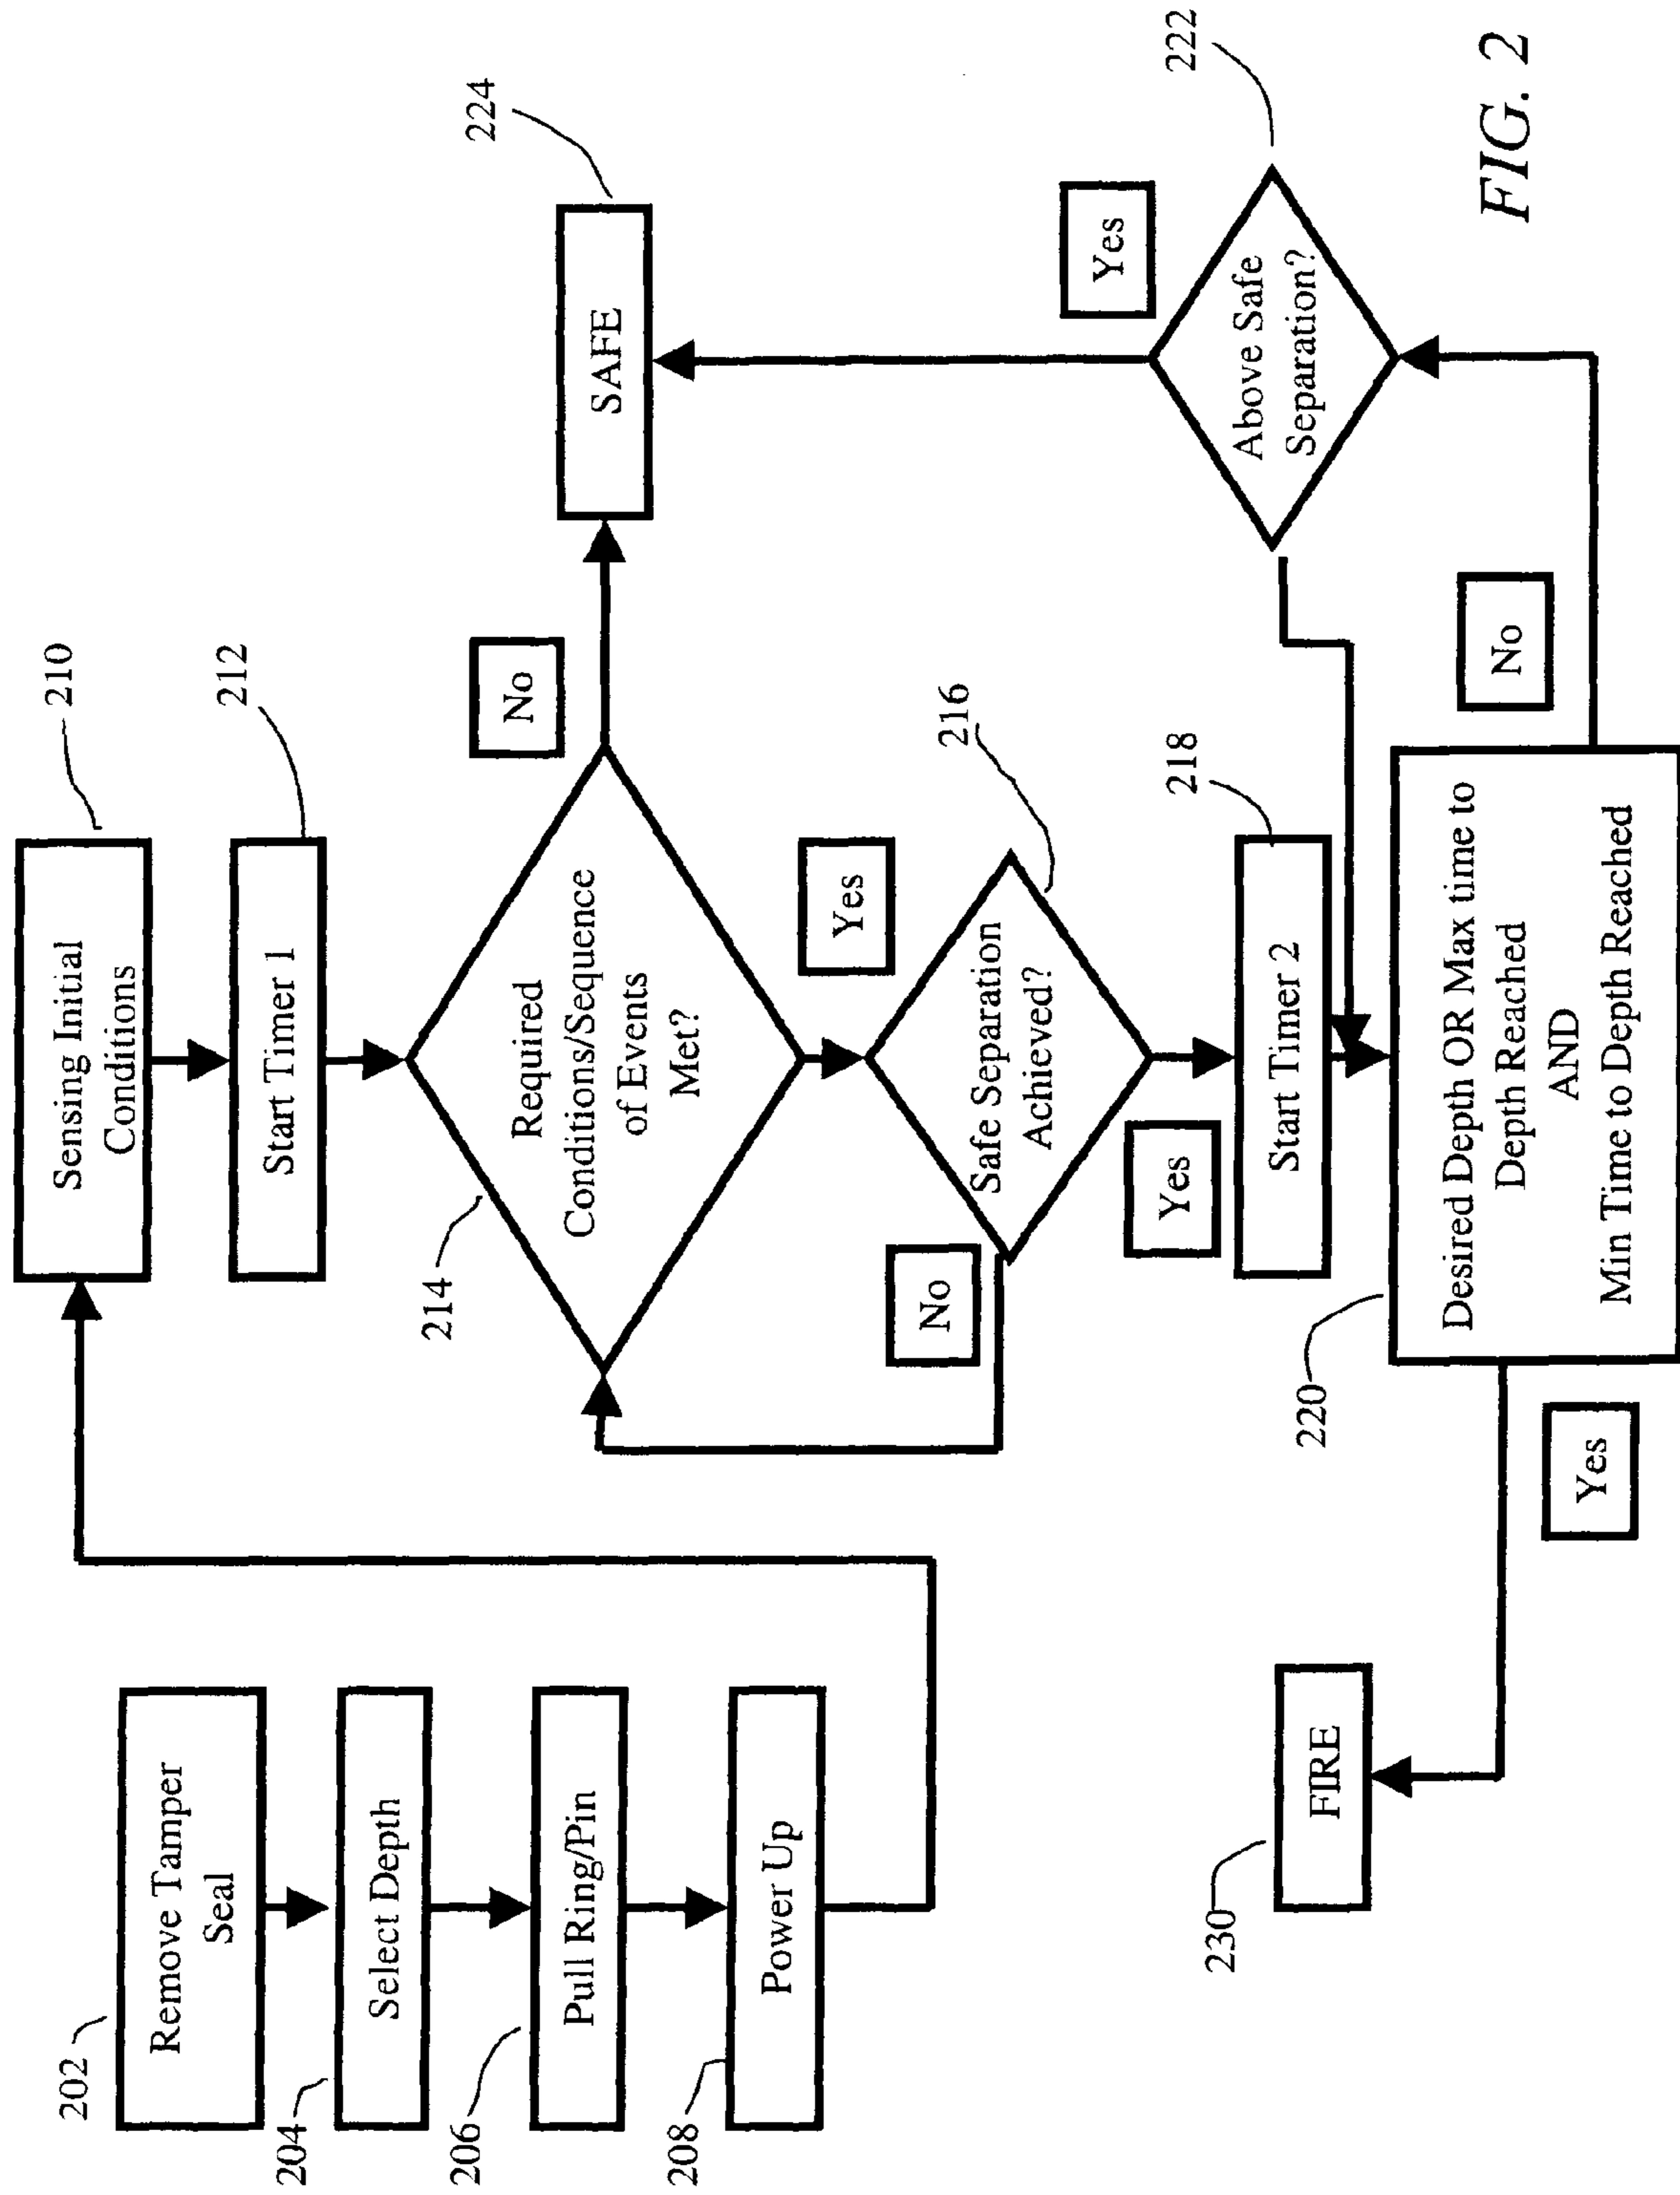 202
Remove Tamper
Seal
204
Select Depth
206
Pull Ring/Pin
208
Power Up
210
Sensing Initial
Conditions
212
Start Timer 1
214
Required
Conditions/Sequence
of Events
Met?
No
SAFE
224
Yes
216
Safe Separation
Achieved?
No
Yes
218
Start Timer 2
220
Desired Depth OR Max time to
Depth Reached
AND
Min Time to Depth Reached
No
222
Above Safe
Separation?
Yes
Yes
230
FIRE
FIG. 2